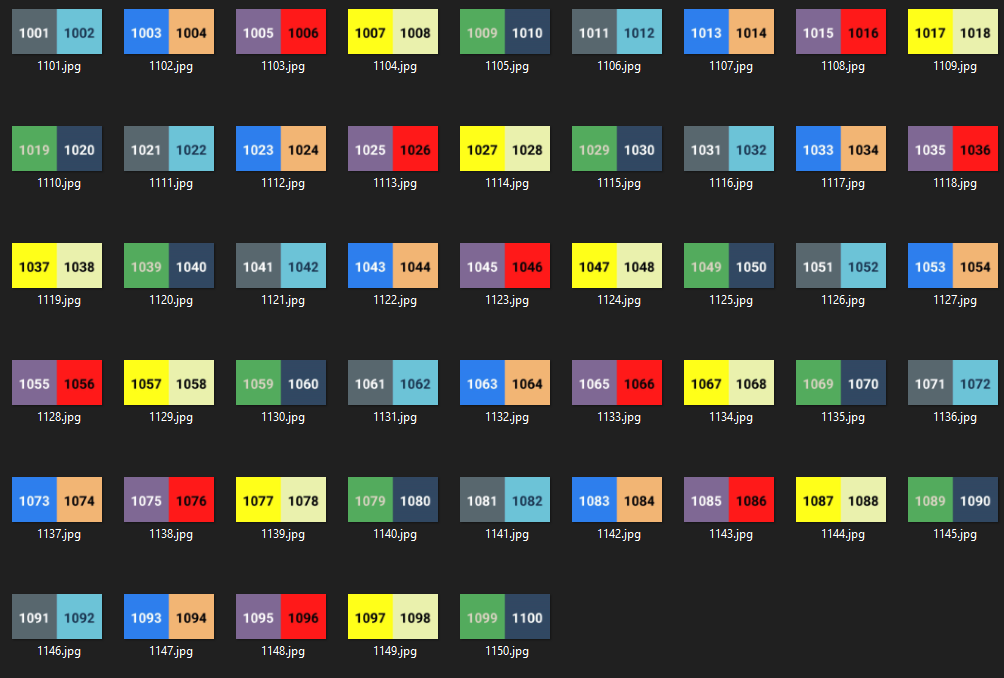 1001 1002 1003 1004 1005 1006 1007 1008 1009 1010 1011 1012 1013 1014 1015 1016 1017 1018
1101.jpg 1102.jpg 1103.jpg 1104.jpg 1105.jpg 1106.jpg 1107.jpg 1108.jpg 1109.jpg
1019 1020 1021 1022 1023 1024 1025 1026 1027 1028 1029 1030 1031 1032 1033 1034 1035 1036
1110.jpg 1111.jpg 1112.jpg 1113.jpg 1114.jpg 1115.jpg 1116.jpg 1117.jpg 1118.jpg
1037 1038 1039 1040 1041 1042 1043 1044 1045 1046 1047 1048 1049 1050 1051 1052 1053 1054
1119.jpg 1120.jpg 1121.jpg 1122.jpg 1123.jpg 1124.jpg 1125.jpg 1126.jpg 1127.jpg
1055 1056 1057 1058 1059 1060 1061 1062 1063 1064 1065 1066 1067 1068 1069 1070 1071 1072
1128.jpg 1129.jpg 1130.jpg 1131.jpg 1132.jpg 1133.jpg 1134.jpg 1135.jpg 1136.jpg
1073 1074 1075 1076 1077 1078 1079 1080 1081 1082 1083 1084 1085 1086 1087 1088 1089 1090
1137.jpg 1138.jpg 1139.jpg 1140.jpg 1141.jpg 1142.jpg 1143.jpg 1144.jpg 1145.jpg
1091 1092 1093 1094 1095 1096 1097 1098 1099 1100
1146.jpg 1147.jpg 1148.jpg 1149.jpg 1150.jpg